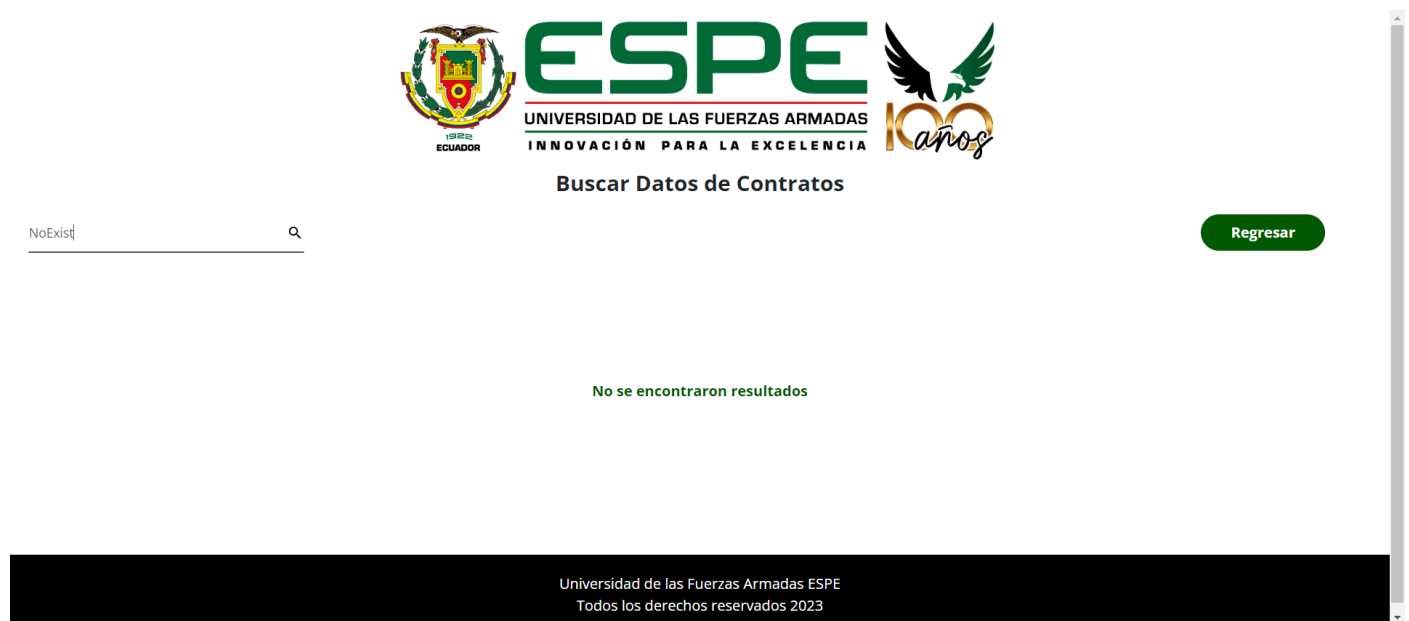 ESPE
UNIVERSIDAD DE LAS FUERZAS ARMADAS
INNOVACIÓN PARA LA EXCELENCIA
1922
ECUADOR
100 años
Buscar Datos de Contratos
NoExist
Regresar
No se encontraron resultados
Universidad de las Fuerzas Armadas ESPE
Todos los derechos reservados 2023